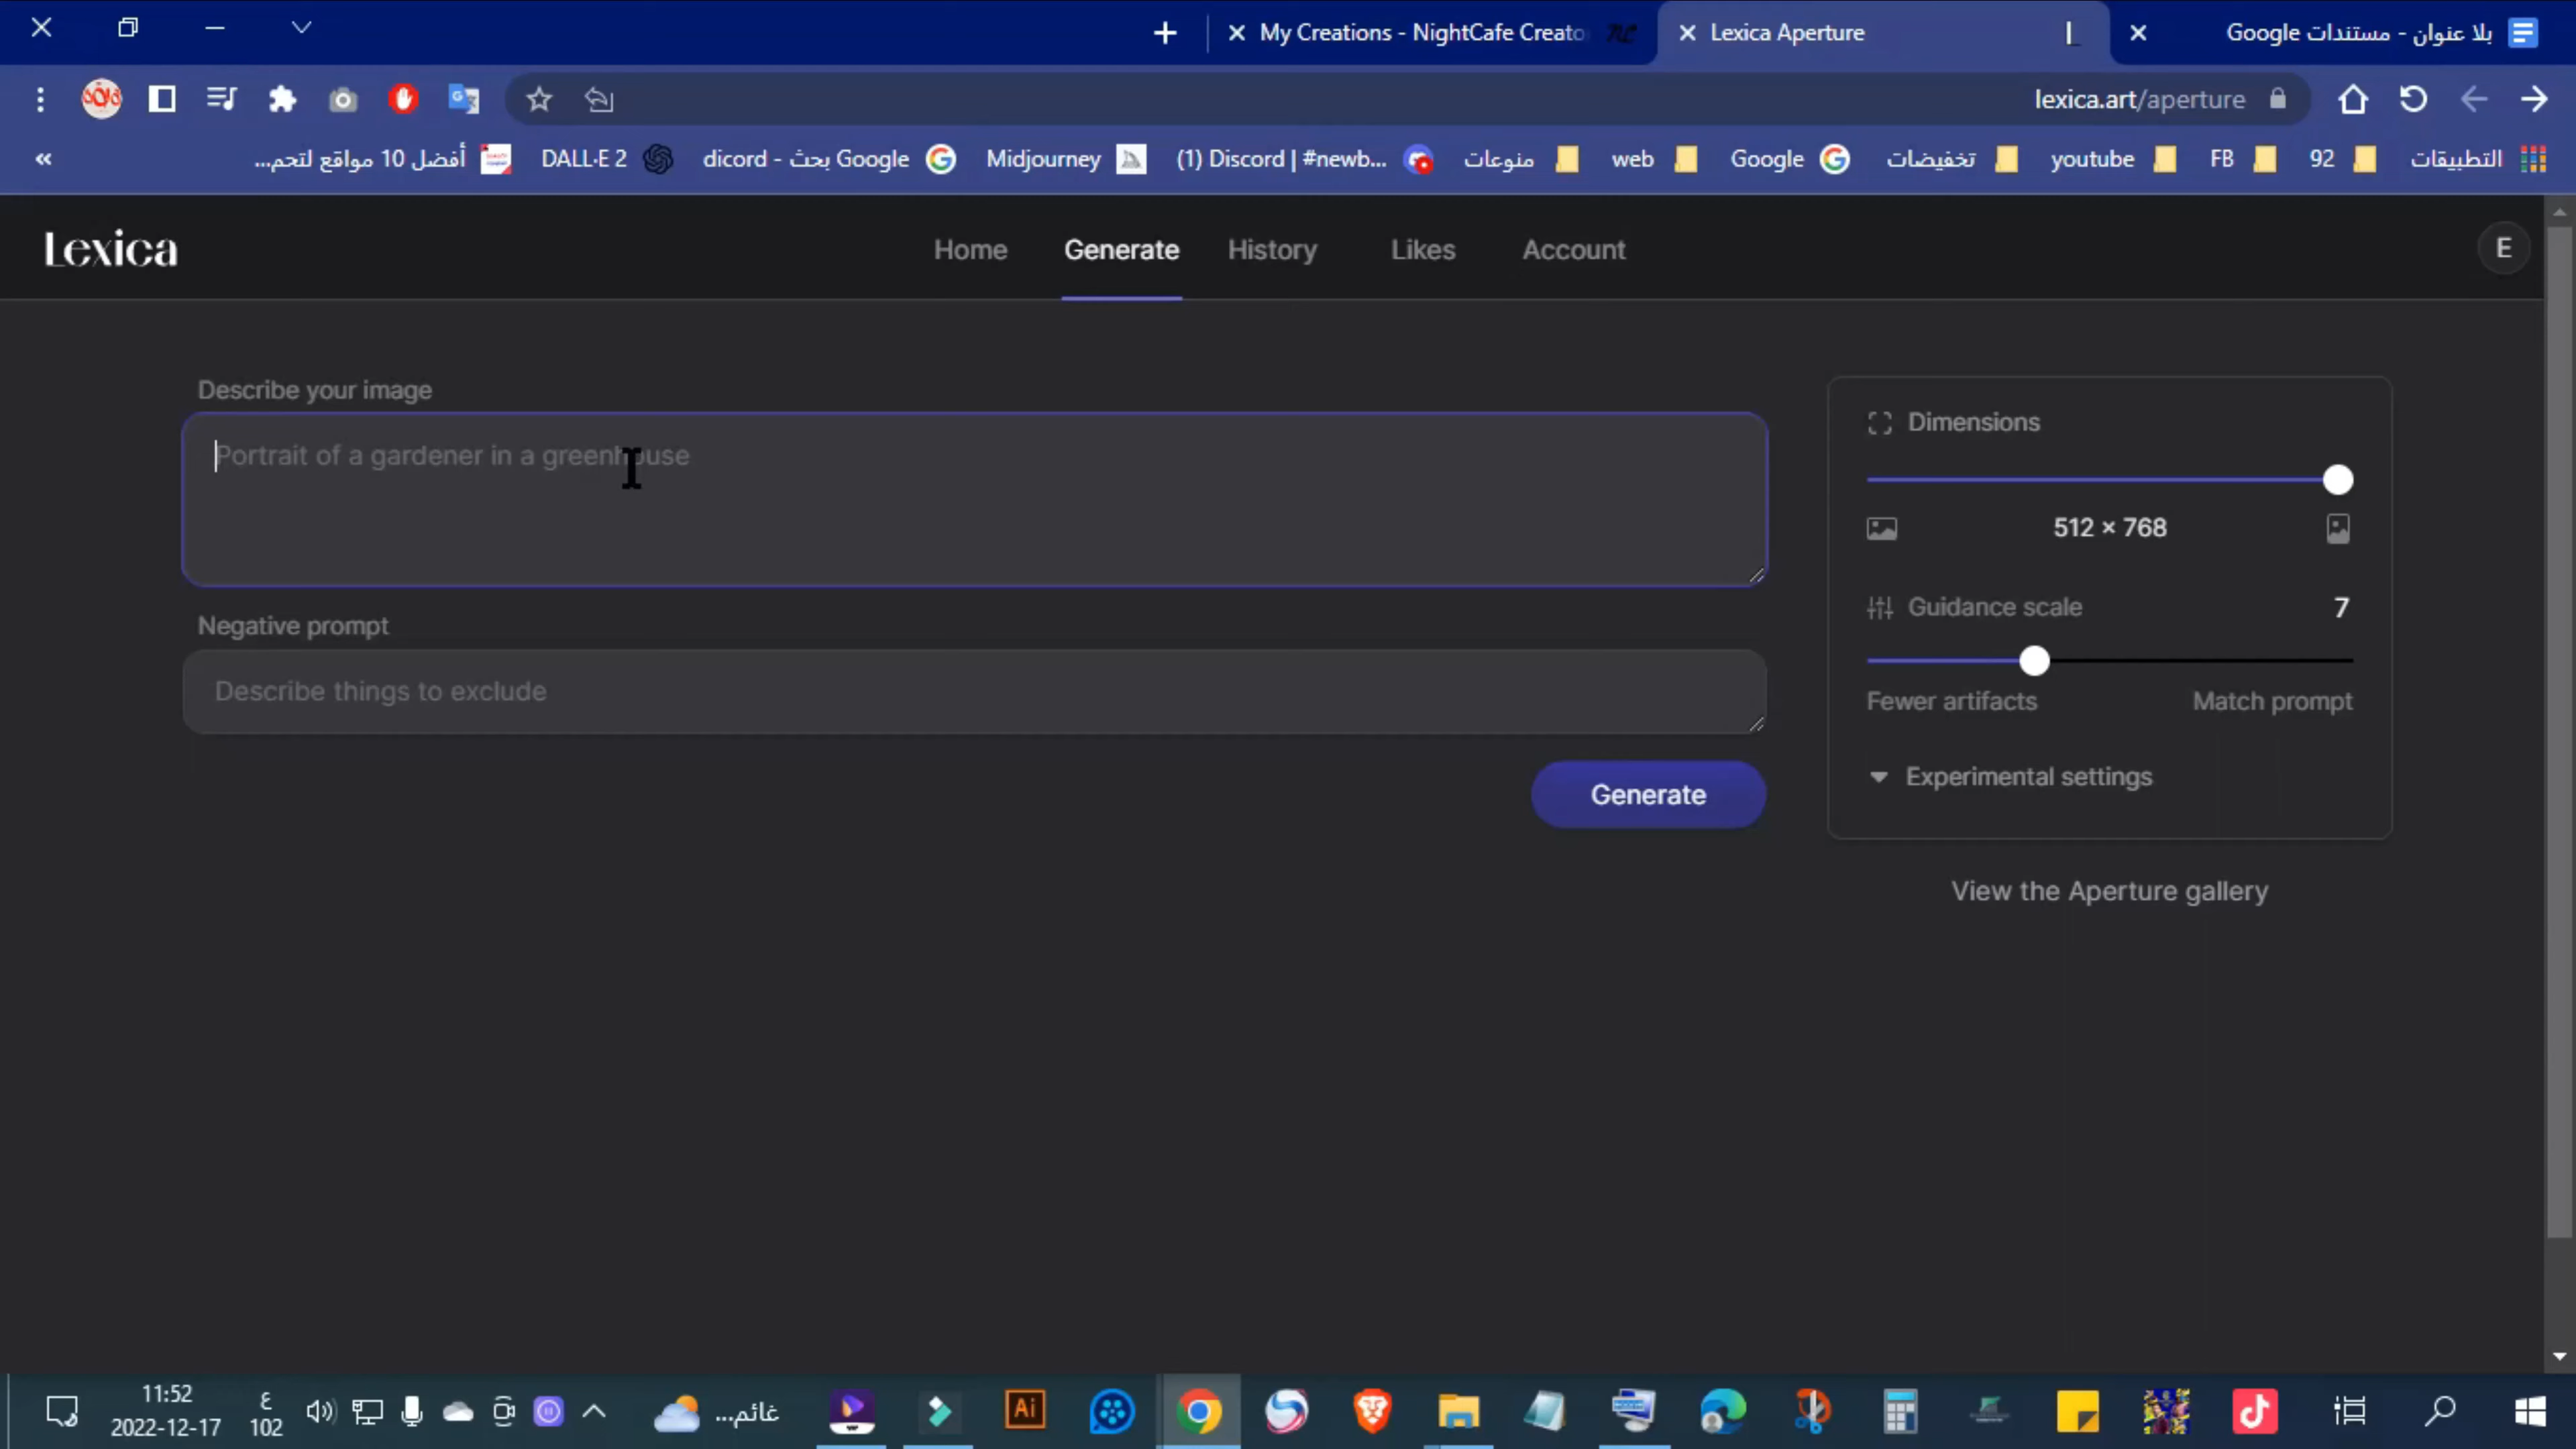 My Creations - NightCafe Creato
Lexica Aperture
بلا عنوان - مستندات Google
lexica.art/aperture
أفضل 10 مواقع لتحم...
DALL·E 2
dicord - بحث Google
Midjourney
(1) Discord | #newb...
منوعات
web
Google
تخفيضات
youtube
FB
92
التطبيقات
Lexica
Home
Generate
History
Likes
Account
E
Describe your image
Portrait of a gardener in a greenhouse
Negative prompt
Describe things to exclude
Generate
Dimensions
512 × 768
Guidance scale
7
Fewer artifacts
Match prompt
Experimental settings
View the Aperture gallery
11:52
2022-12-17
ع
102
غائم...
Ai